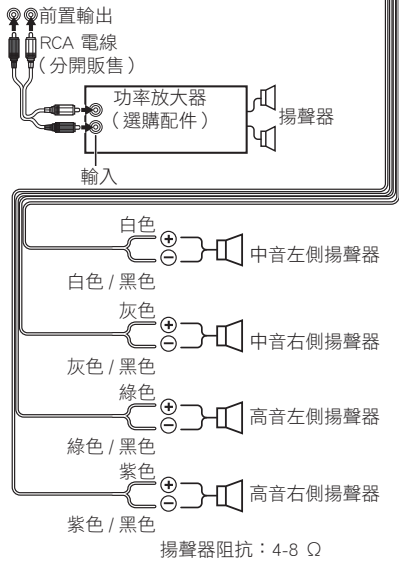 前置輸出
RCA 電線
（分開販售）
功率放大器
（選購配件）
揚聲器
輸入
白色
中音左側揚聲器
白色 / 黑色
灰色
中音右側揚聲器
灰色 / 黑色
綠色
高音左側揚聲器
綠色 / 黑色
紫色
高音右側揚聲器
紫色 / 黑色
揚聲器阻抗：4-8 Ω